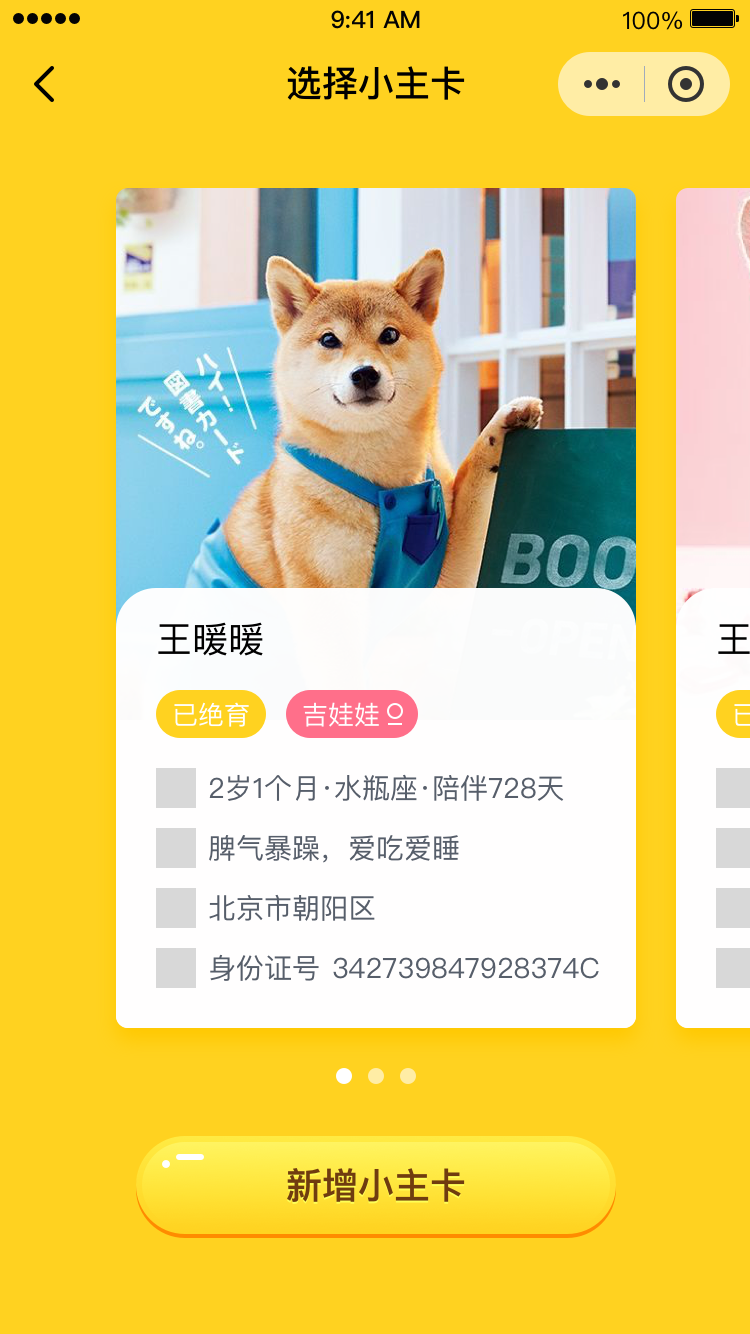 9:41 AM
100%
选择小主卡
ハイ!
図書カード
ですね。
BOO
OPEN
王暖暖
王
已绝育
吉娃娃
已
2岁1个月·水瓶座·陪伴728天
脾气暴躁，爱吃爱睡
北京市朝阳区
身份证号 342739847928374C
新增小主卡